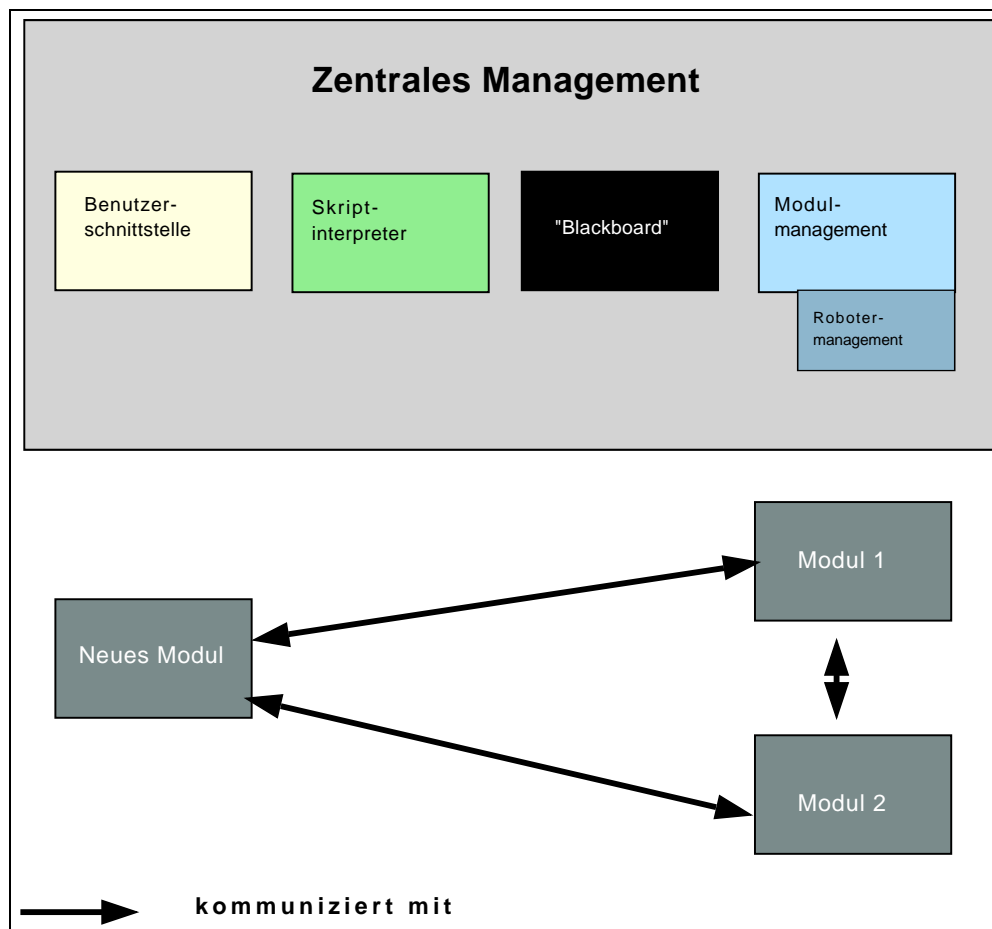 Zentrales Management
Benutzer-
schnittstelle
Skript-
interpreter
"Blackboard"
Modul-
management
Roboter-
management
Modul 1
Neues Modul
Modul 2
kommuniziert mit